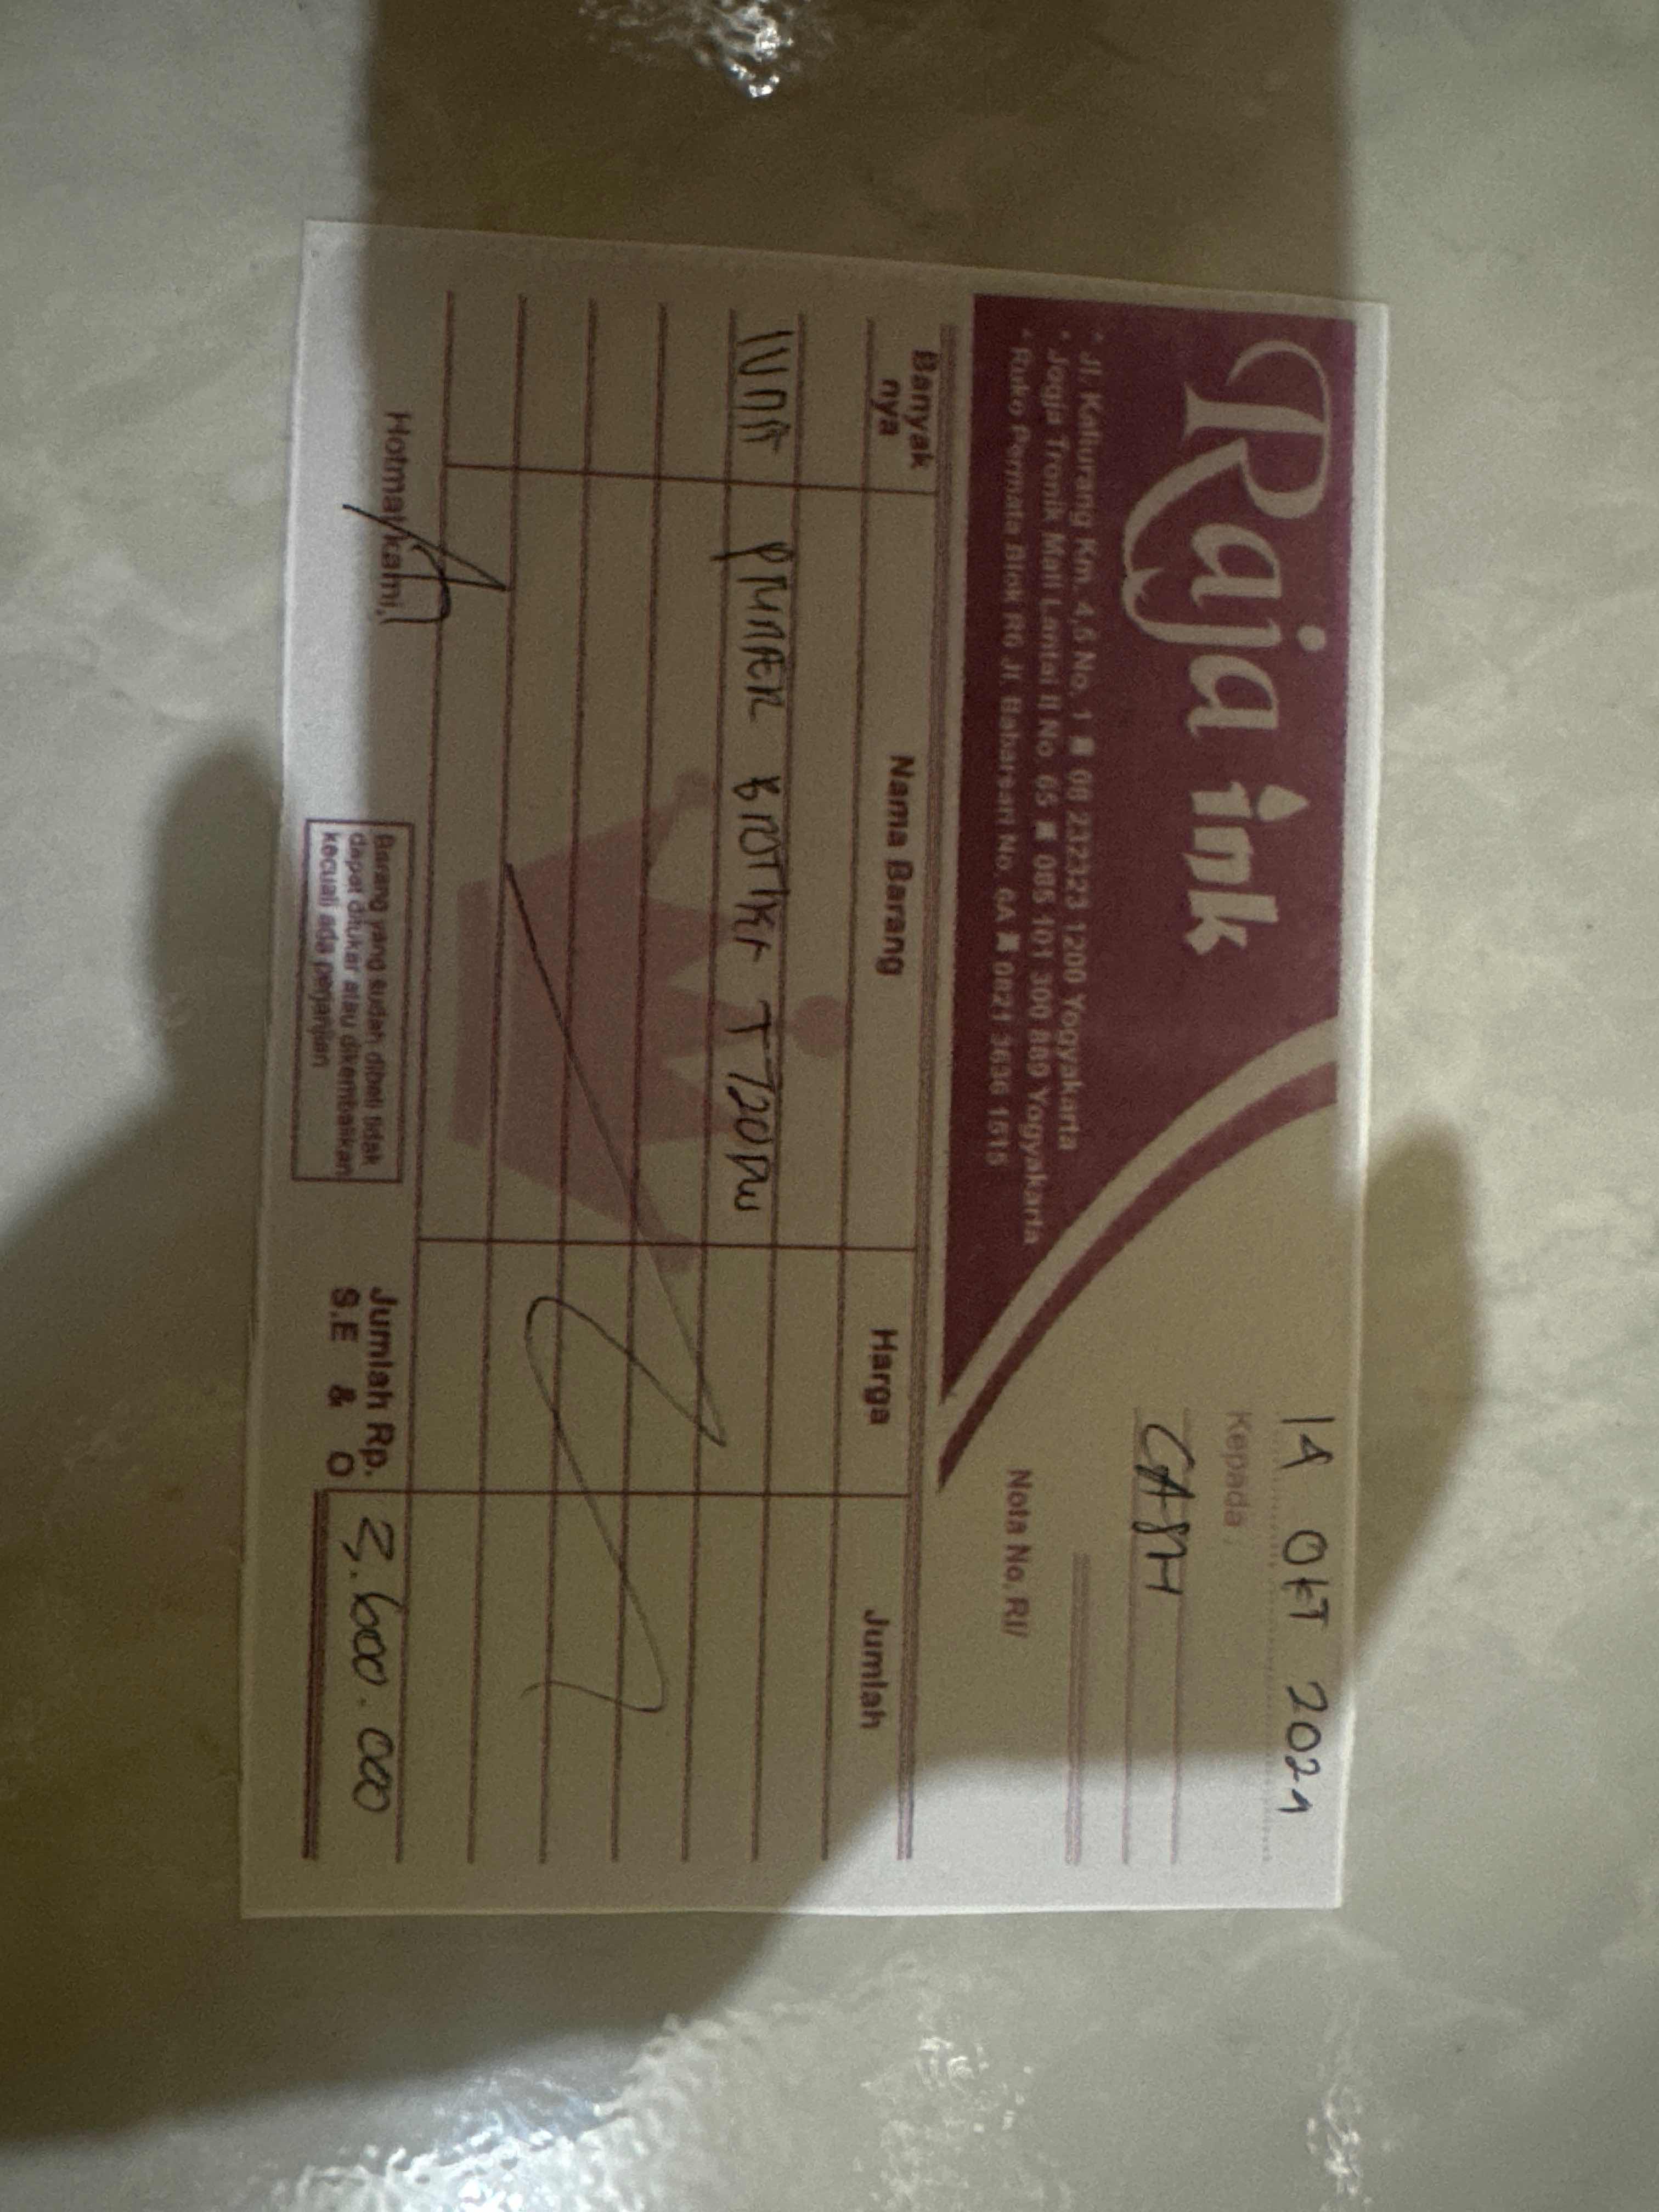 Raja ink
* Jl. Kaliurang Km. 4,5 No. 1 08 22323 1200 Yogyakarta
* Jogja Tronik Mall Lantai II No. 65 085 101 300 889 Yogyakarta
* Ruko Permata Blok R6 Jl. Babarsari No. 6A 0821 3636 1515
14 OKT 2024
Kepada :
CASH
Nota No. RI/
Banyak nya Nama Barang Harga Jumlah
1 Unit Printer Brother T 720DW
Hormat kami,
Barang yang sudah dibeli tidak
dapat ditukar atau dikembalikan
kecuali ada perjanjian
Jumlah Rp. 3.600.000
S.E & O